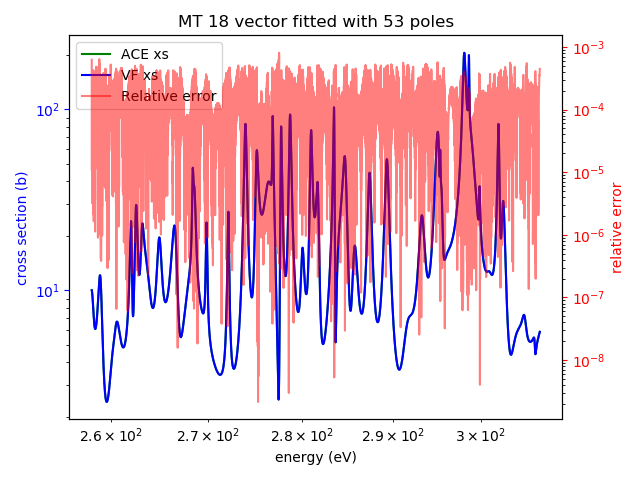 MT 18 vector fitted with 53 poles
ACE xs
VF xs
Relative error
cross section (b)
10²
10¹
10⁻³
10⁻⁴
10⁻⁵
10⁻⁶
10⁻⁷
10⁻⁸
relative error
2.6 × 10² 2.7 × 10² 2.8 × 10² 2.9 × 10² 3 × 10²
energy (eV)